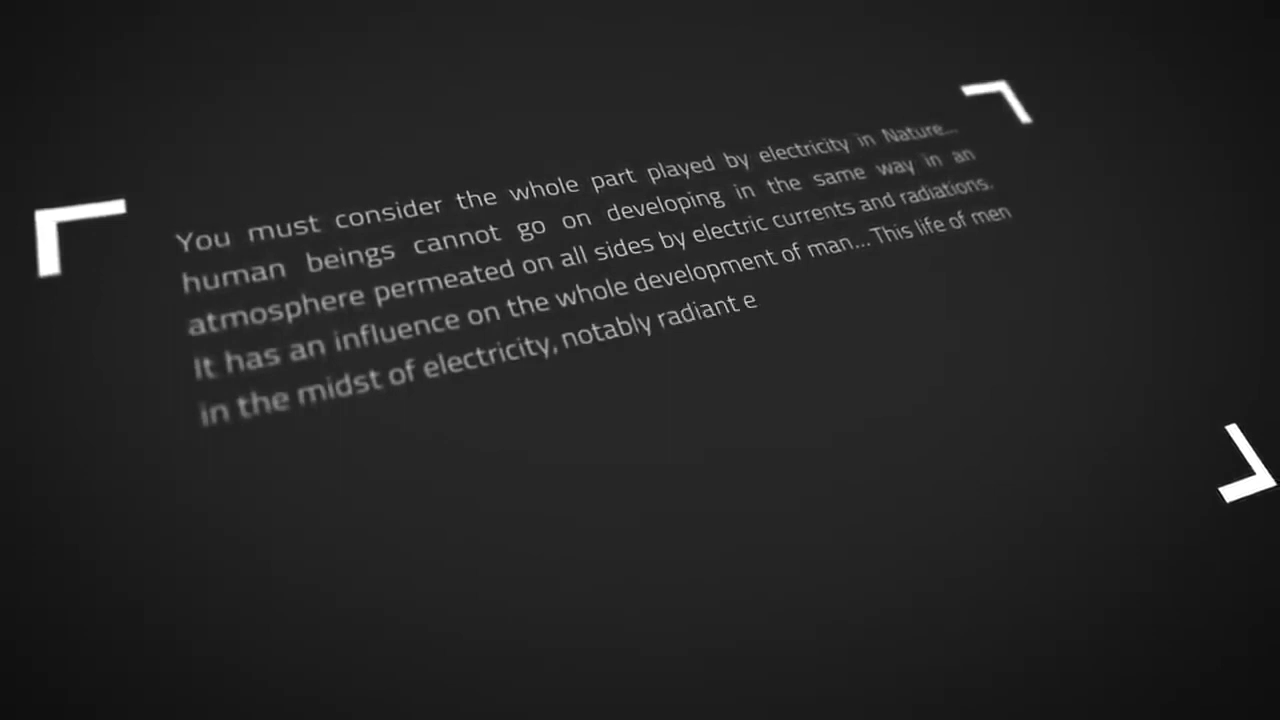 You must consider the whole part played by electricity in Nature...
human beings cannot go on developing in the same way in an
atmosphere permeated on all sides by electric currents and radiations.
It has an influence on the whole development of man... This life of men
in the midst of electricity, notably radiant e